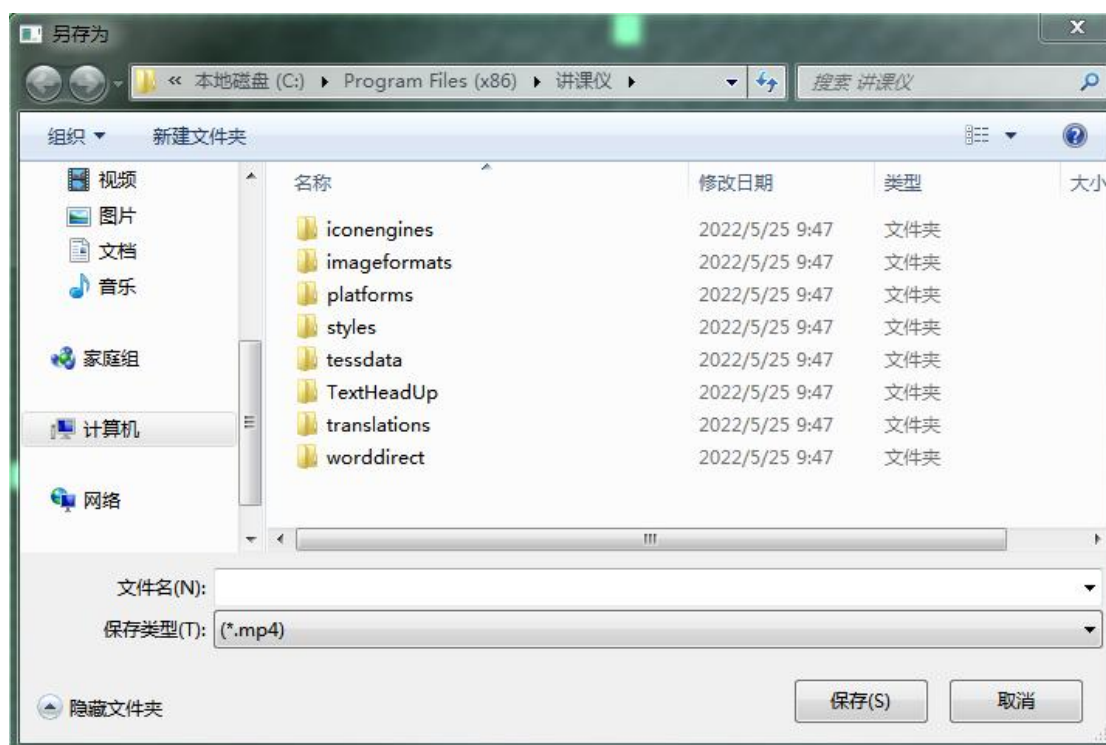 另存为
« 本地磁盘 (C:) ▸ Program Files (x86) ▸ 讲课仪 ▸ 搜索 讲课仪
组织 新建文件夹
视频
图片
文档
音乐
家庭组
计算机
网络
名称 修改日期 类型 大小
iconengines 2022/5/25 9:47 文件夹
imageformats 2022/5/25 9:47 文件夹
platforms 2022/5/25 9:47 文件夹
styles 2022/5/25 9:47 文件夹
tessdata 2022/5/25 9:47 文件夹
TextHeadUp 2022/5/25 9:47 文件夹
translations 2022/5/25 9:47 文件夹
worddirect 2022/5/25 9:47 文件夹
文件名(N):
保存类型(T): (*.mp4)
隐藏文件夹 保存(S) 取消